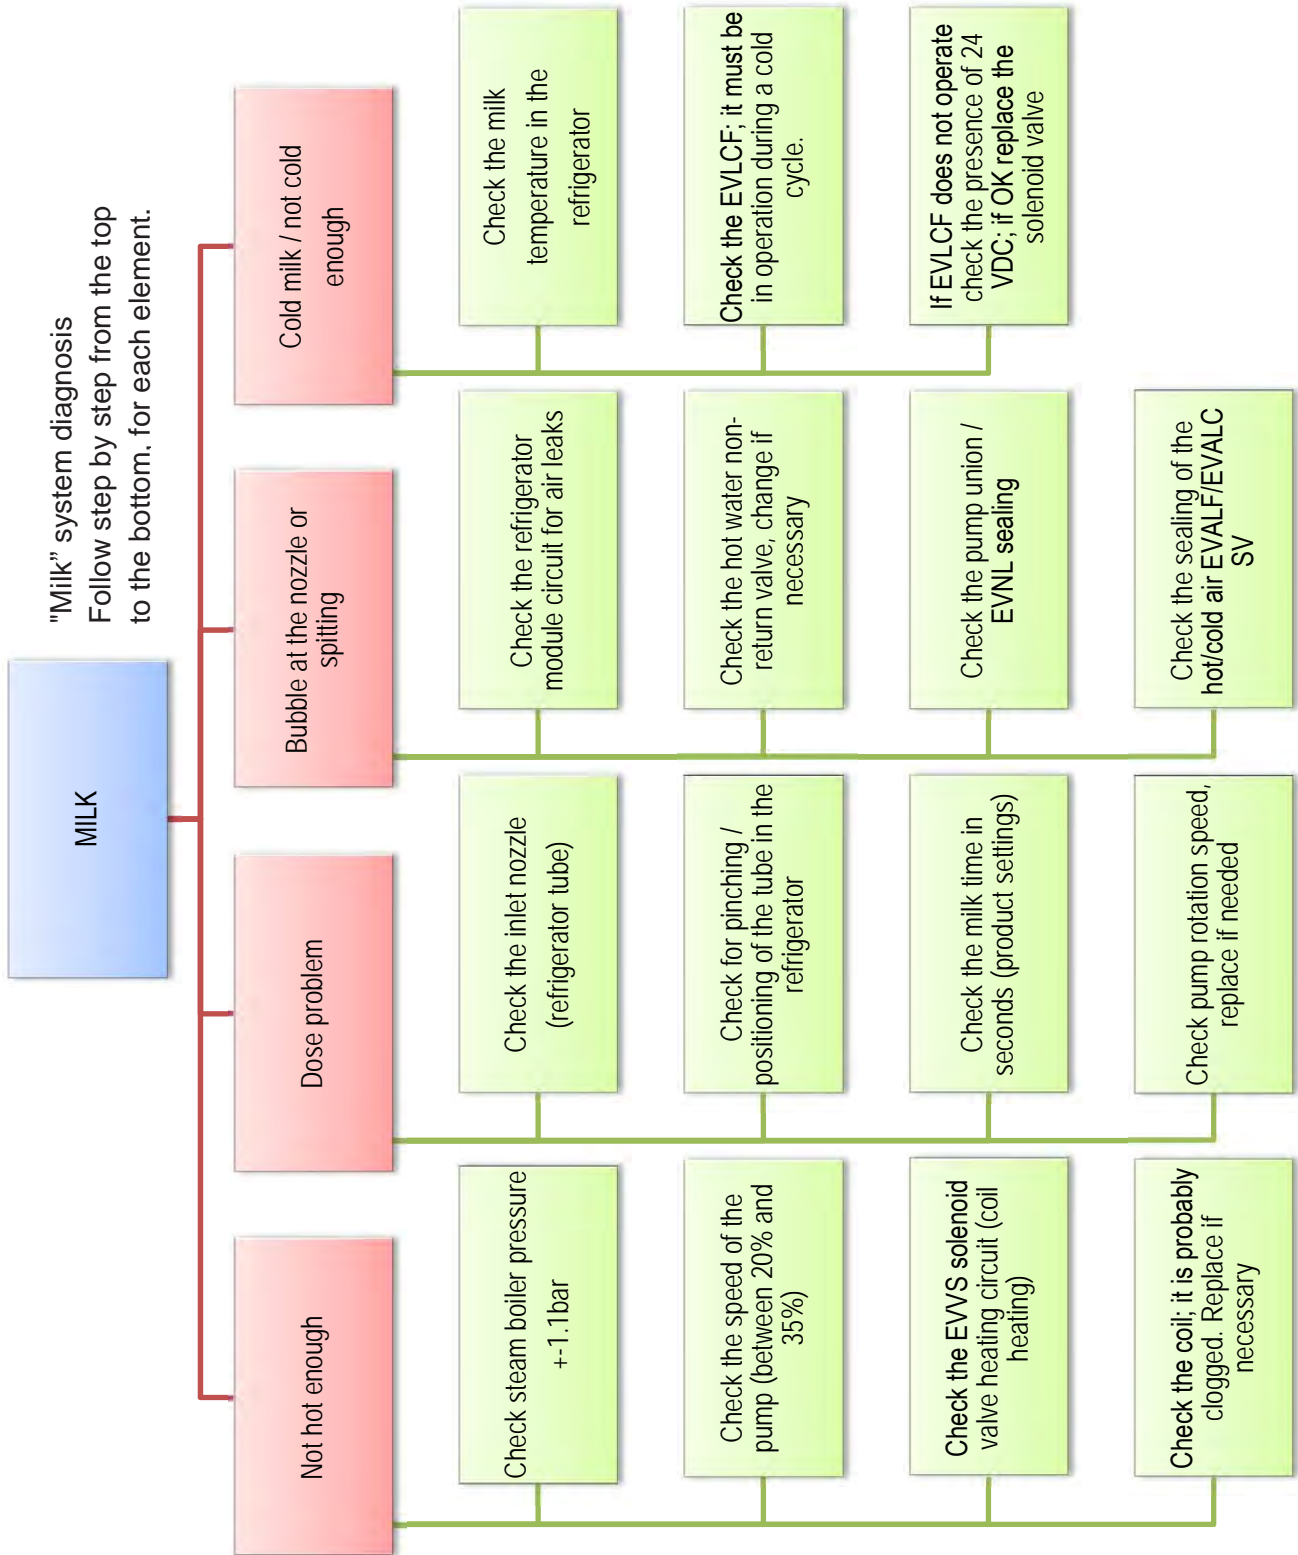 "Milk" system diagnosis
Follow step by step from the top
to the bottom. for each element.
MILK
Not hot enough
Check steam boiler pressure
+-1.1bar
Check the speed of the
pump (between 20% and
35%)
Check the EVVS solenoid
valve heating circuit (coil
heating)
Check the coil; it is probably
clogged. Replace if
necessary
Dose problem
Check the inlet nozzle
(refrigerator tube)
Check for pinching /
positioning of the tube in the
refrigerator
Check the milk time in
seconds (product settings)
Check pump rotation speed,
replace if needed
Bubble at the nozzle or
spitting
Check the refrigerator
module circuit for air leaks
Check the hot water non-
return valve, change if
necessary
Check the pump union /
EVNL sealing
Check the sealing of the
hot/cold air EVALF/EVALC
SV
Cold milk / not cold
enough
Check the milk
temperature in the
refrigerator
Check the EVLCF; it must be
in operation during a cold
cycle.
If EVLCF does not operate
check the presence of 24
VDC; if OK replace the
solenoid valve